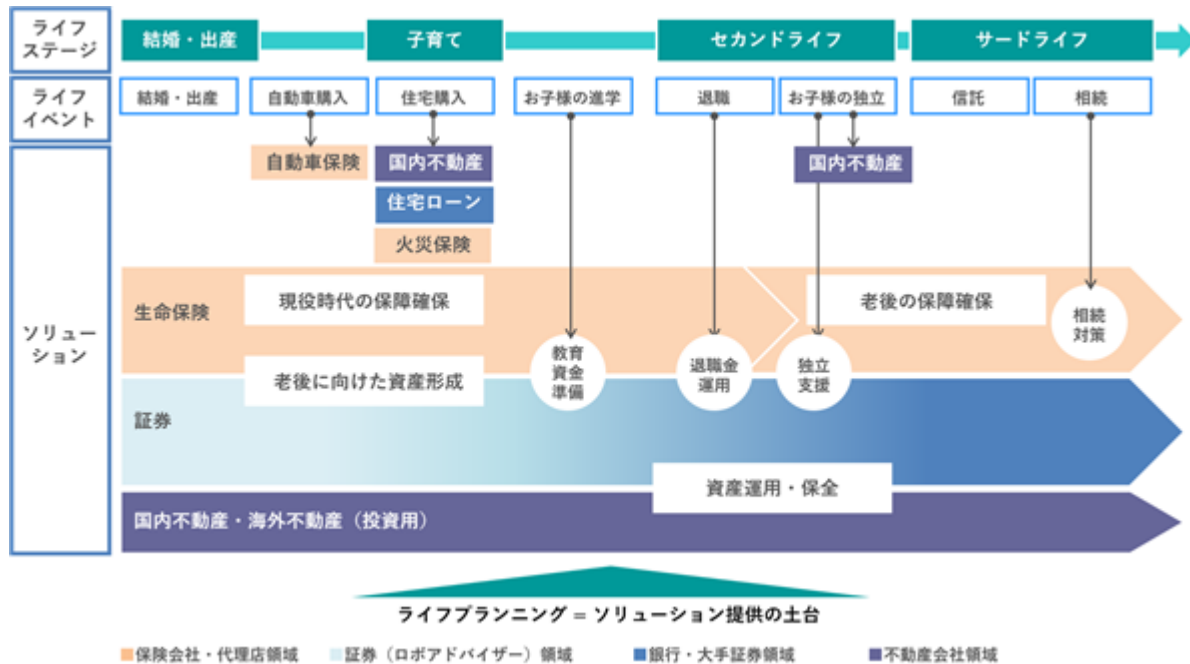 ライフ
ステージ
結婚・出産
子育て
セカンドライフ
サードライフ
ライフ
イベント
結婚・出産
自動車購入
住宅購入
お子様の進学
退職
お子様の独立
信託
相続
ソリュー
ション
自動車保険
国内不動産
国内不動産
住宅ローン
火災保険
生命保険
現役時代の保障確保
老後の保障確保
相続
対策
老後に向けた資産形成
教育
資金
準備
退職金
運用
独立
支援
証券
資産運用・保全
国内不動産・海外不動産（投資用）
ライフプランニング = ソリューション提供の土台
保険会社・代理店領域
証券（ロボアドバイザー）領域
銀行・大手証券領域
不動産会社領域